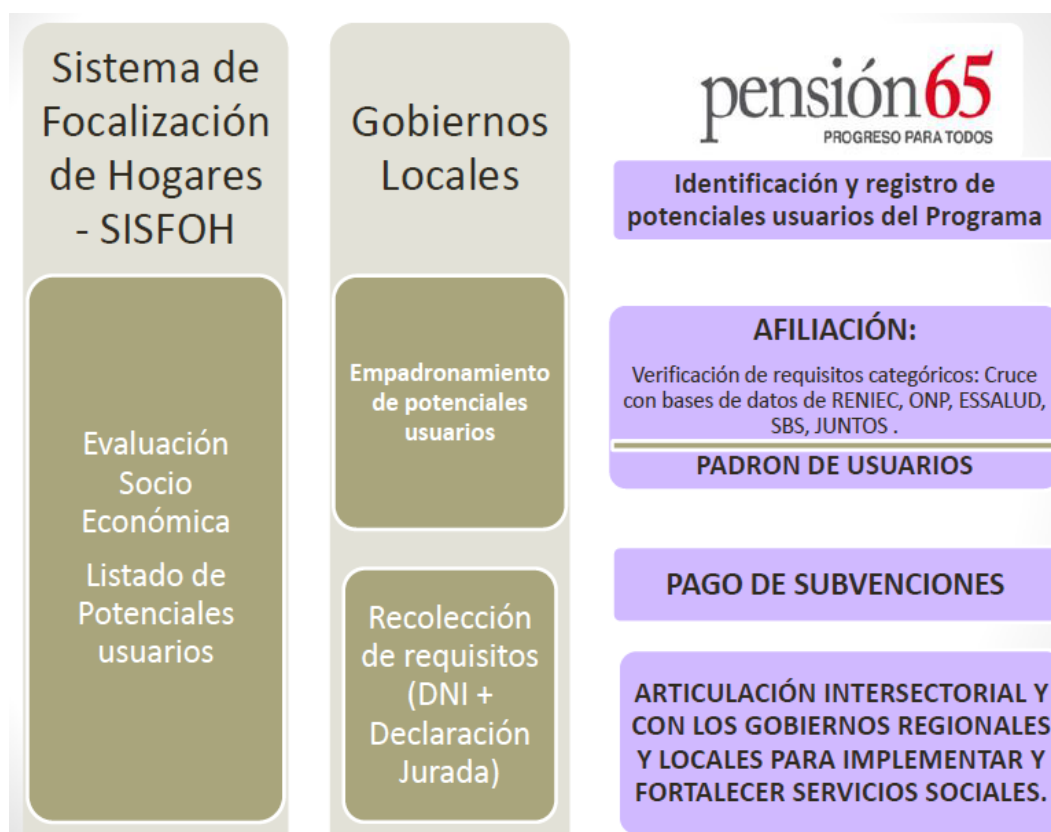 Sistema de
Focalización
de Hogares
- SISFOH
Evaluación
Socio
Económica
Listado de
Potenciales
usuarios
Gobiernos
Locales
Empadronamiento
de potenciales
usuarios
Recolección
de requisitos
(DNI +
Declaración
Jurada)
pensión65
PROGRESO PARA TODOS
Identificación y registro de
potenciales usuarios del Programa
AFILIACIÓN:
Verificación de requisitos categóricos: Cruce
con bases de datos de RENIEC, ONP, ESSALUD,
SBS, JUNTOS .
PADRON DE USUARIOS
PAGO DE SUBVENCIONES
ARTICULACIÓN INTERSECTORIAL Y
CON LOS GOBIERNOS REGIONALES
Y LOCALES PARA IMPLEMENTAR Y
FORTALECER SERVICIOS SOCIALES.